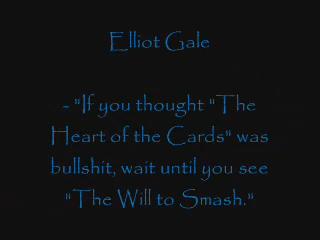 Elliot Gale
- "If you thought "The
Heart of the Cards" was
bullshit, wait until you see
"The Will to Smash."